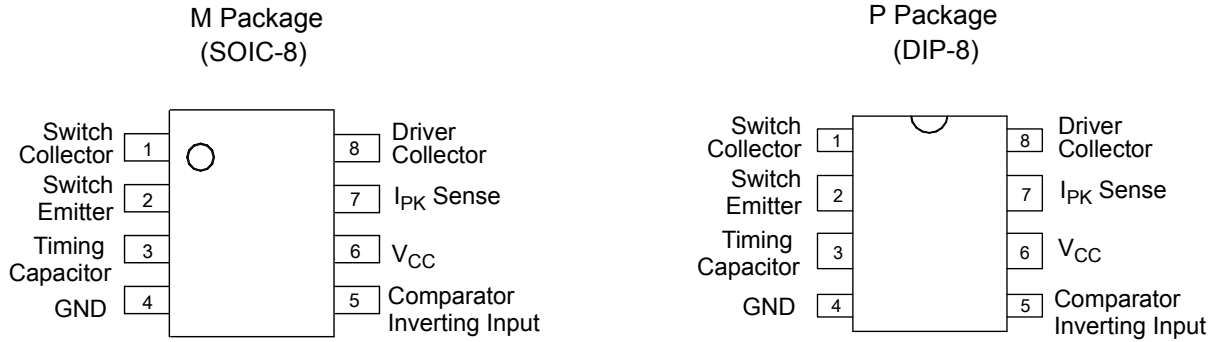 M Package
(SOIC-8)
Switch
Collector
1
8
Driver
Collector
Switch
Emitter
2
7
IPK Sense
Timing
Capacitor
3
6
VCC
GND
4
5
Comparator
Inverting Input
P Package
(DIP-8)
Switch
Collector
1
8
Driver
Collector
Switch
Emitter
2
7
IPK Sense
Timing
Capacitor
3
6
VCC
GND
4
5
Comparator
Inverting Input